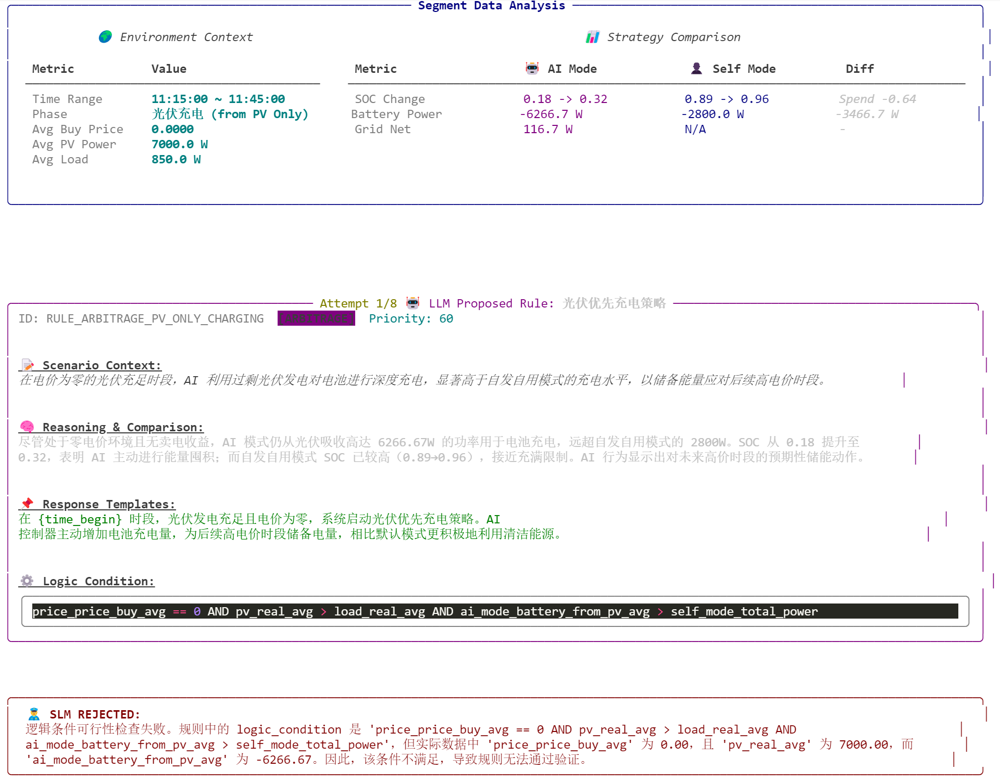 Segment Data Analysis
Environment Context
Metric Value
Time Range 11:15:00 ~ 11:45:00
Phase 光伏充电 (from PV Only)
Avg Buy Price 0.0000
Avg PV Power 7000.0 W
Avg Load 850.0 W
Strategy Comparison
Metric AI Mode Self Mode Diff
SOC Change 0.18 -> 0.32 0.89 -> 0.96 Spend -0.64
Battery Power -6266.7 W -2800.0 W -3466.7 W
Grid Net 116.7 W N/A -
Attempt 1/8 LLM Proposed Rule: 光伏优先充电策略
ID: RULE_ARBITRAGE_PV_ONLY_CHARGING [ARBITRAGE] Priority: 60
Scenario Context:
在电价为零的光伏充足时段，AI 利用过剩光伏发电对电池进行深度充电，显著高于自发自用模式的充电水平，以储备能量应对后续高电价时段。
Reasoning & Comparison:
尽管处于零电价环境且无卖电收益，AI 模式仍从光伏吸收高达 6266.67W 的功率用于电池充电，远超自发自用模式的 2800W。SOC 从 0.18 提升至
0.32，表明 AI 主动进行能量囤积；而自发自用模式 SOC 已较高（0.89→0.96），接近充满限制。AI 行为显示出对未来高价时段的预期性储能动作。
Response Templates:
在 {time_begin} 时段，光伏发电充足且电价为零，系统启动光伏优先充电策略。AI
控制器主动增加电池充电量，为后续高电价时段储备电量，相比默认模式更积极地利用清洁能源。
Logic Condition:
price_price_buy_avg == 0 AND pv_real_avg > load_real_avg AND ai_mode_battery_from_pv_avg > self_mode_total_power
SLM REJECTED:
逻辑条件可行性检查失败。规则中的 logic_condition 是 'price_price_buy_avg == 0 AND pv_real_avg > load_real_avg AND
ai_mode_battery_from_pv_avg > self_mode_total_power'，但实际数据中 'price_price_buy_avg' 为 0.00，且 'pv_real_avg' 为 7000.00，而
'ai_mode_battery_from_pv_avg' 为 -6266.67。因此，该条件不满足，导致规则无法通过验证。